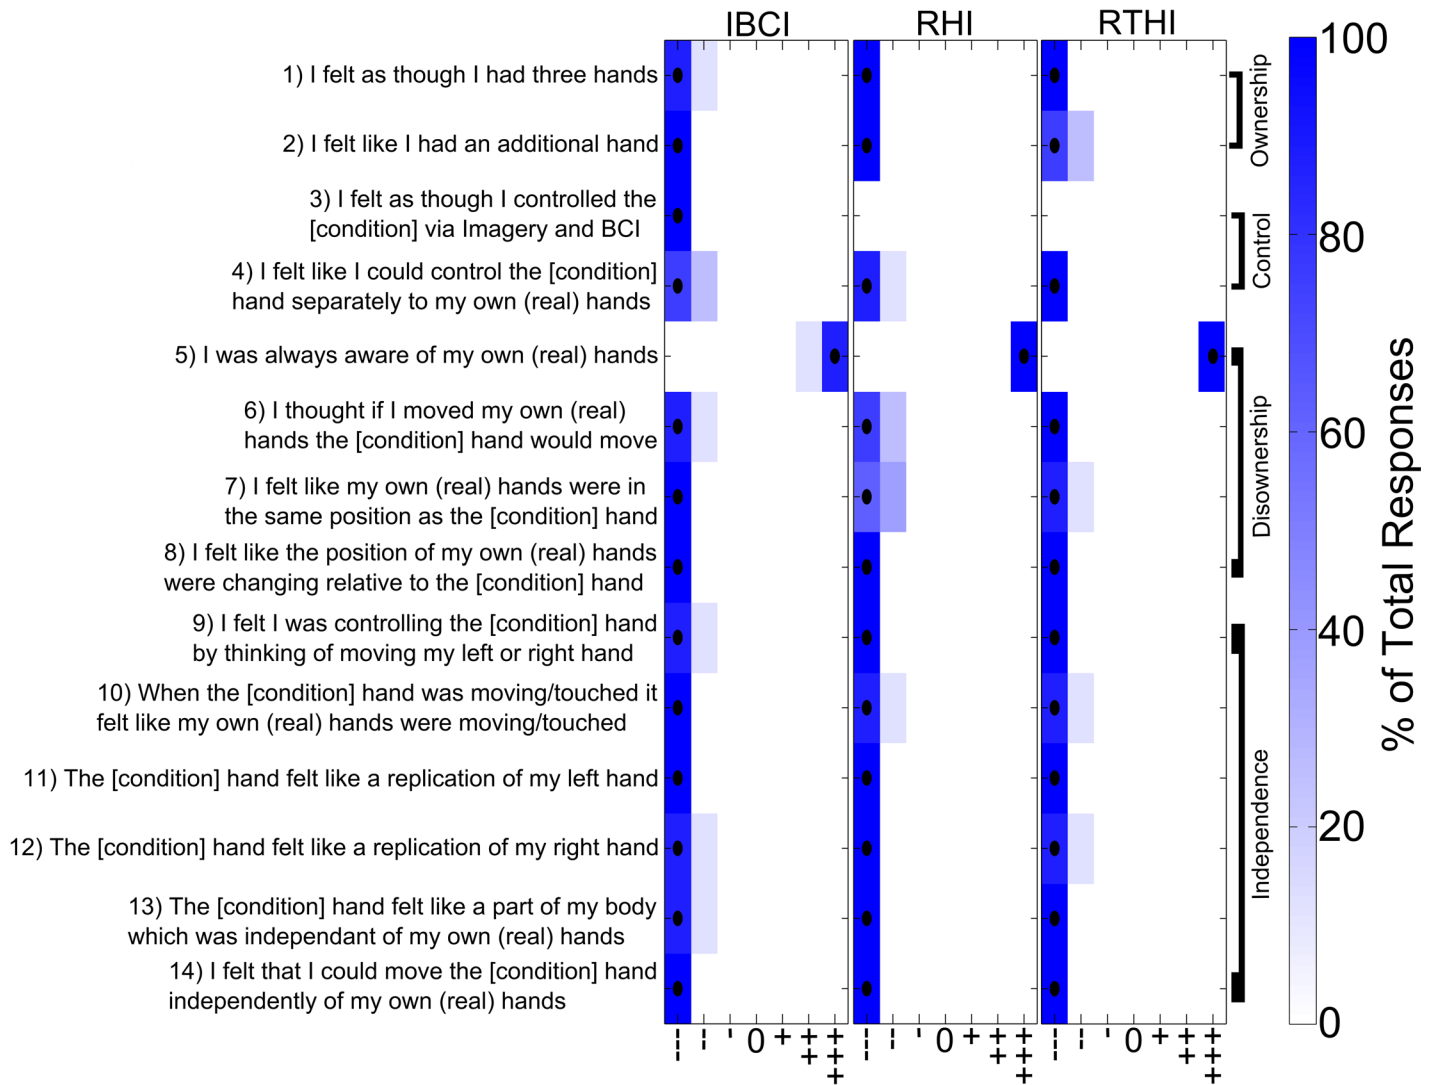 IBCI RHI RTHI
1) I felt as though I had three hands
2) I felt like I had an additional hand
3) I felt as though I controlled the
[condition] via Imagery and BCI
4) I felt like I could control the [condition]
hand separately to my own (real) hands
5) I was always aware of my own (real) hands
6) I thought if I moved my own (real)
hands the [condition] hand would move
7) I felt like my own (real) hands were in
the same position as the [condition] hand
8) I felt like the position of my own (real) hands
were changing relative to the [condition] hand
9) I felt I was controlling the [condition] hand
by thinking of moving my left or right hand
10) When the [condition] hand was moving/touched it
felt like my own (real) hands were moving/touched
11) The [condition] hand felt like a replication of my left hand
12) The [condition] hand felt like a replication of my right hand
13) The [condition] hand felt like a part of my body
which was independant of my own (real) hands
14) I felt that I could move the [condition] hand
independently of my own (real) hands
--- -- - 0 + ++ +++
--- -- - 0 + ++ +++
--- -- - 0 + ++ +++
Ownership
Control
Disownership
Independence
100
80
60
40
20
0
% of Total Responses